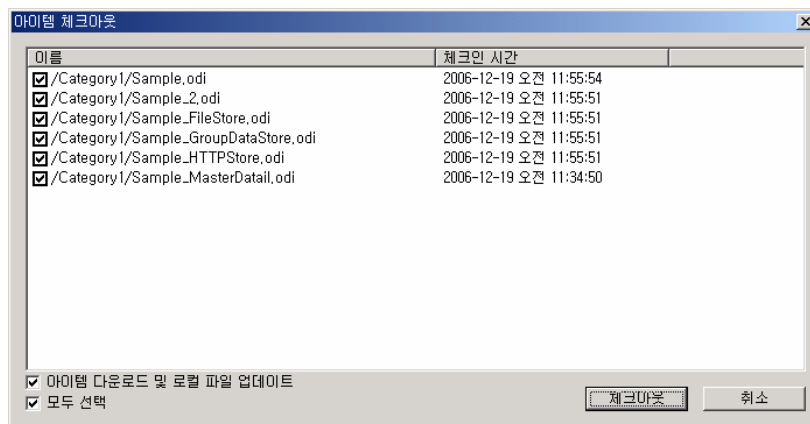 아이템 체크아웃
이름 체크인 시간
/Category1/Sample.odi 2006-12-19 오전 11:55:54
/Category1/Sample_2.odi 2006-12-19 오전 11:55:51
/Category1/Sample_FileStore.odi 2006-12-19 오전 11:55:51
/Category1/Sample_GroupDataStore.odi 2006-12-19 오전 11:55:51
/Category1/Sample_HTTPStore.odi 2006-12-19 오전 11:55:51
/Category1/Sample_MasterDatail.odi 2006-12-19 오전 11:34:50
아이템 다운로드 및 로컬 파일 업데이트
모두 선택
체크아웃 취소